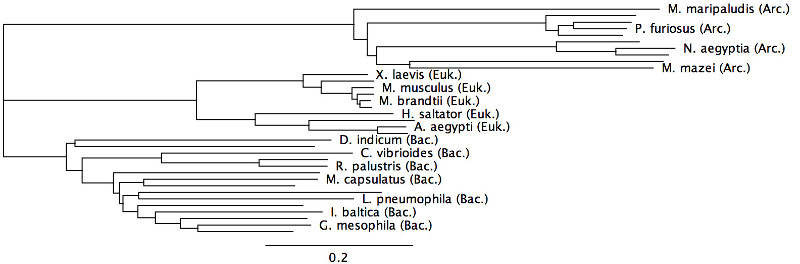 M. maripaludis (Arc.)
P. furiosus (Arc.)
N. aegyptia (Arc.)
M. mazei (Arc.)
X. laevis (Euk.)
M. musculus (Euk.)
M. brandtii (Euk.)
H. saltator (Euk.)
A. aegypti (Euk.)
D. indicum (Bac.)
C. vibrioides (Bac.)
R. palustris (Bac.)
M. capsulatus (Bac.)
L. pneumophila (Bac.)
I. baltica (Bac.)
G. mesophila (Bac.)
0.2